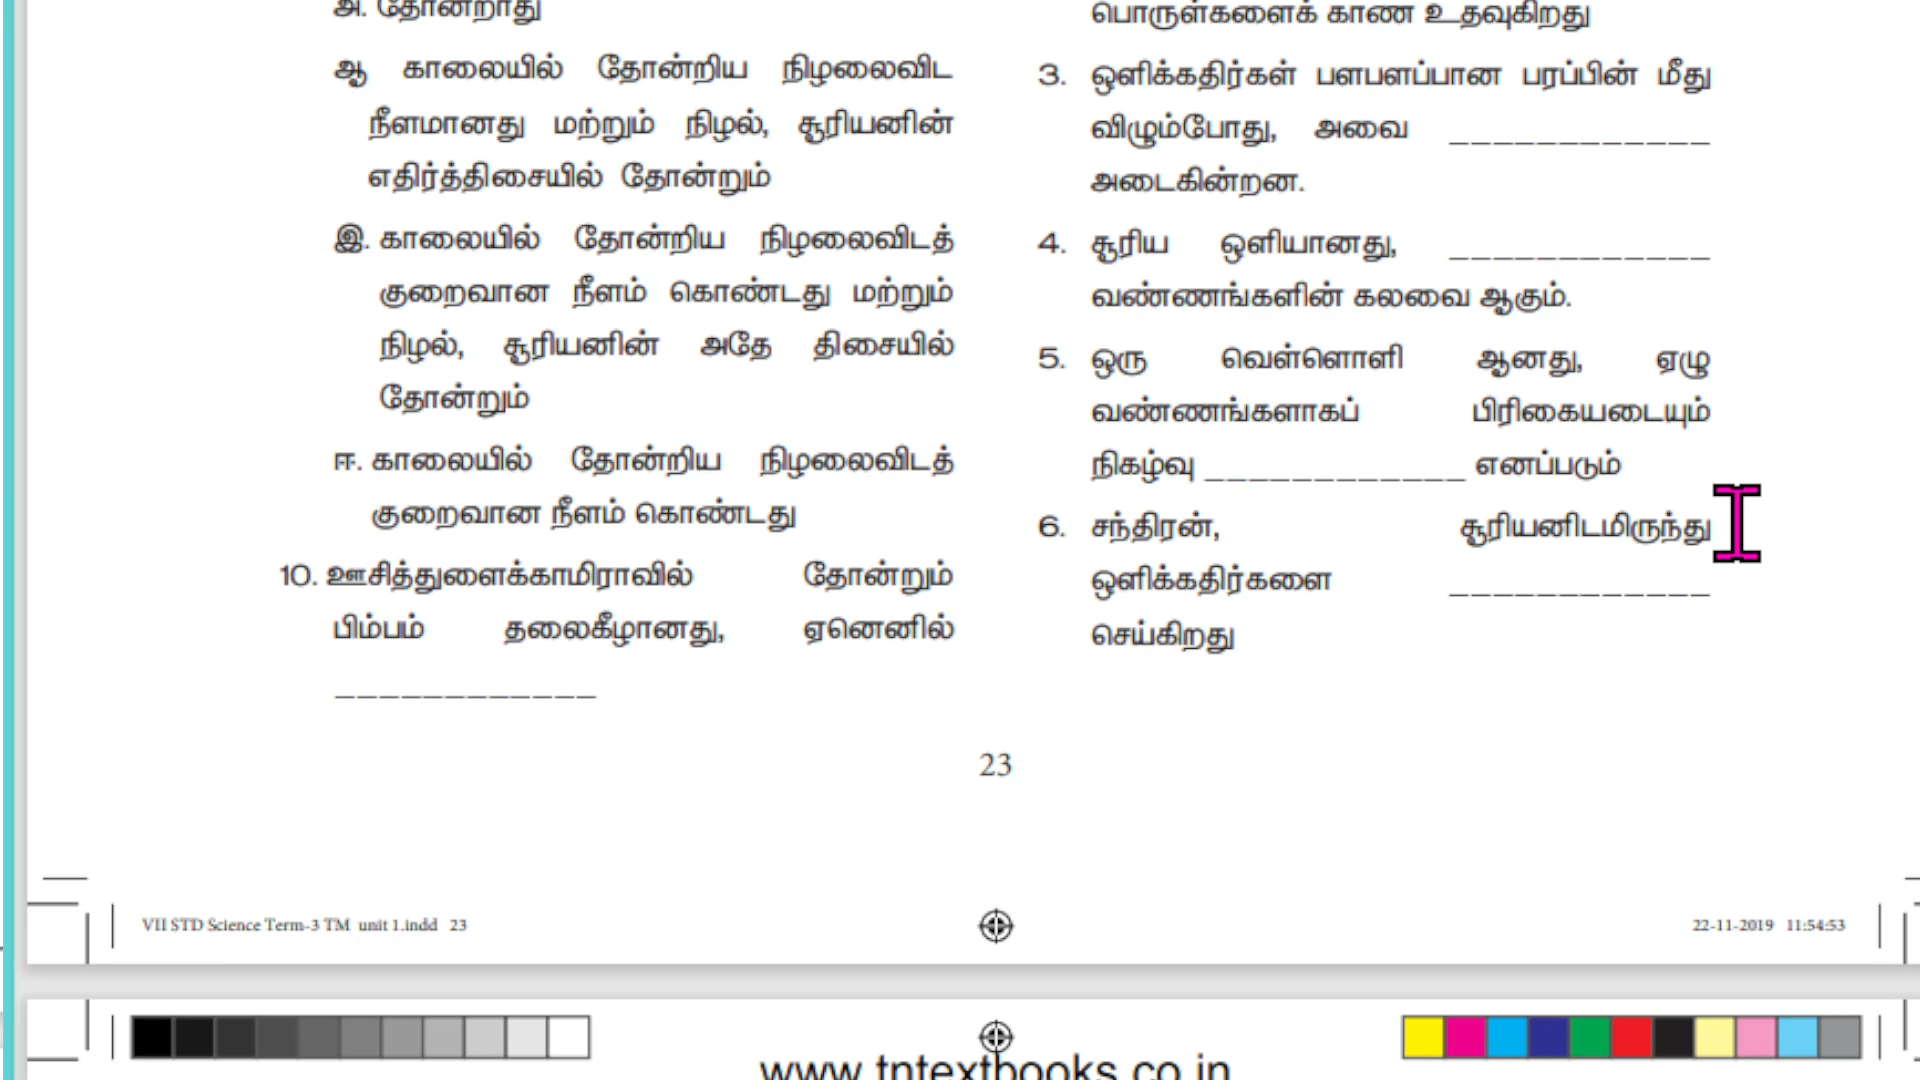 அ. தோன்றாது
ஆ காலையில் தோன்றிய நிழலைவிட
நீளமானது மற்றும் நிழல், சூரியனின்
எதிர்த்திசையில் தோன்றும்
இ. காலையில் தோன்றிய நிழலைவிடத்
குறைவான நீளம் கொண்டது மற்றும்
நிழல், சூரியனின் அதே திசையில்
தோன்றும்
ஈ. காலையில் தோன்றிய நிழலைவிடத்
குறைவான நீளம் கொண்டது
10. ஊசித்துளைக்காமிராவில் தோன்றும்
பிம்பம் தலைகீழானது, ஏனெனில்
____________
பொருள்களைக் காண உதவுகிறது
3. ஒளிக்கதிர்கள் பளபளப்பான பரப்பின் மீது
விழும்போது, அவை ____________
அடைகின்றன.
4. சூரிய ஒளியானது, ____________
வண்ணங்களின் கலவை ஆகும்.
5. ஒரு வெள்ளொளி ஆனது, ஏழு
வண்ணங்களாகப் பிரிகையடையும்
நிகழ்வு ____________ எனப்படும்
6. சந்திரன், சூரியனிடமிருந்து
ஒளிக்கதிர்களை ____________
செய்கிறது
23
VII STD Science Term-3 TM unit 1.indd 23
22-11-2019 11:54:53
www.tntextbooks.co.in